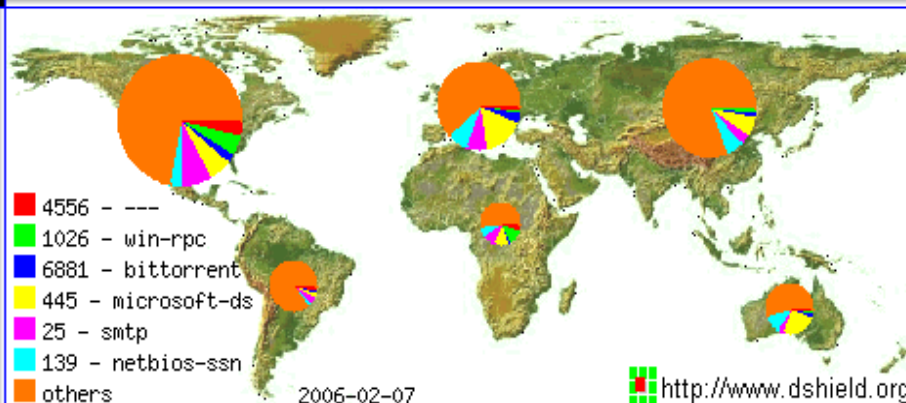 4556 - ---
1026 - win-rpc
6881 - bittorrent
445 - microsoft-ds
25 - smtp
139 - netbios-ssn
others
2006-02-07
http://www.dshield.org